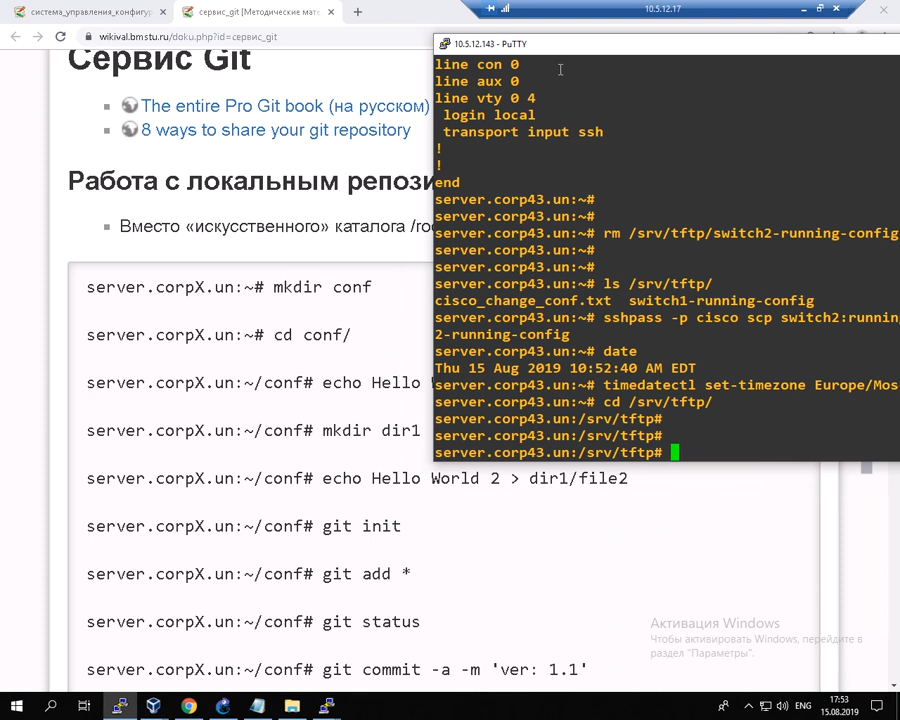 система_управления_конфигур
сервис_git [Методические мате
10.5.12.17
wikival.bmstu.ru/doku.php?id=сервис_git
Сервис Git
The entire Pro Git book (на русском)
8 ways to share your git repository
Работа с локальным репози
Вместо «искусственного» каталога /roo
server.corpX.un:~# mkdir conf
server.corpX.un:~# cd conf/
server.corpX.un:~/conf# echo Hello
server.corpX.un:~/conf# mkdir dir1
server.corpX.un:~/conf# echo Hello World 2 > dir1/file2
server.corpX.un:~/conf# git init
server.corpX.un:~/conf# git add *
server.corpX.un:~/conf# git status
server.corpX.un:~/conf# git commit -a -m 'ver: 1.1'
10.5.12.143 - PuTTY
line con 0
line aux 0
line vty 0 4
login local
transport input ssh
!
!
end
server.corp43.un:~#
server.corp43.un:~#
server.corp43.un:~# rm /srv/tftp/switch2-running-config
server.corp43.un:~#
server.corp43.un:~#
server.corp43.un:~# ls /srv/tftp/
cisco_change_conf.txt switch1-running-config
server.corp43.un:~# sshpass -p cisco scp switch2:running
2-running-config
server.corp43.un:~# date
Thu 15 Aug 2019 10:52:40 AM EDT
server.corp43.un:~# timedatectl set-timezone Europe/Mos
server.corp43.un:~# cd /srv/tftp/
server.corp43.un:/srv/tftp#
server.corp43.un:/srv/tftp#
server.corp43.un:/srv/tftp#
Активация Windows
Чтобы активировать Windows, перейдите в
раздел "Параметры".
ENG
17:53
15.08.2019